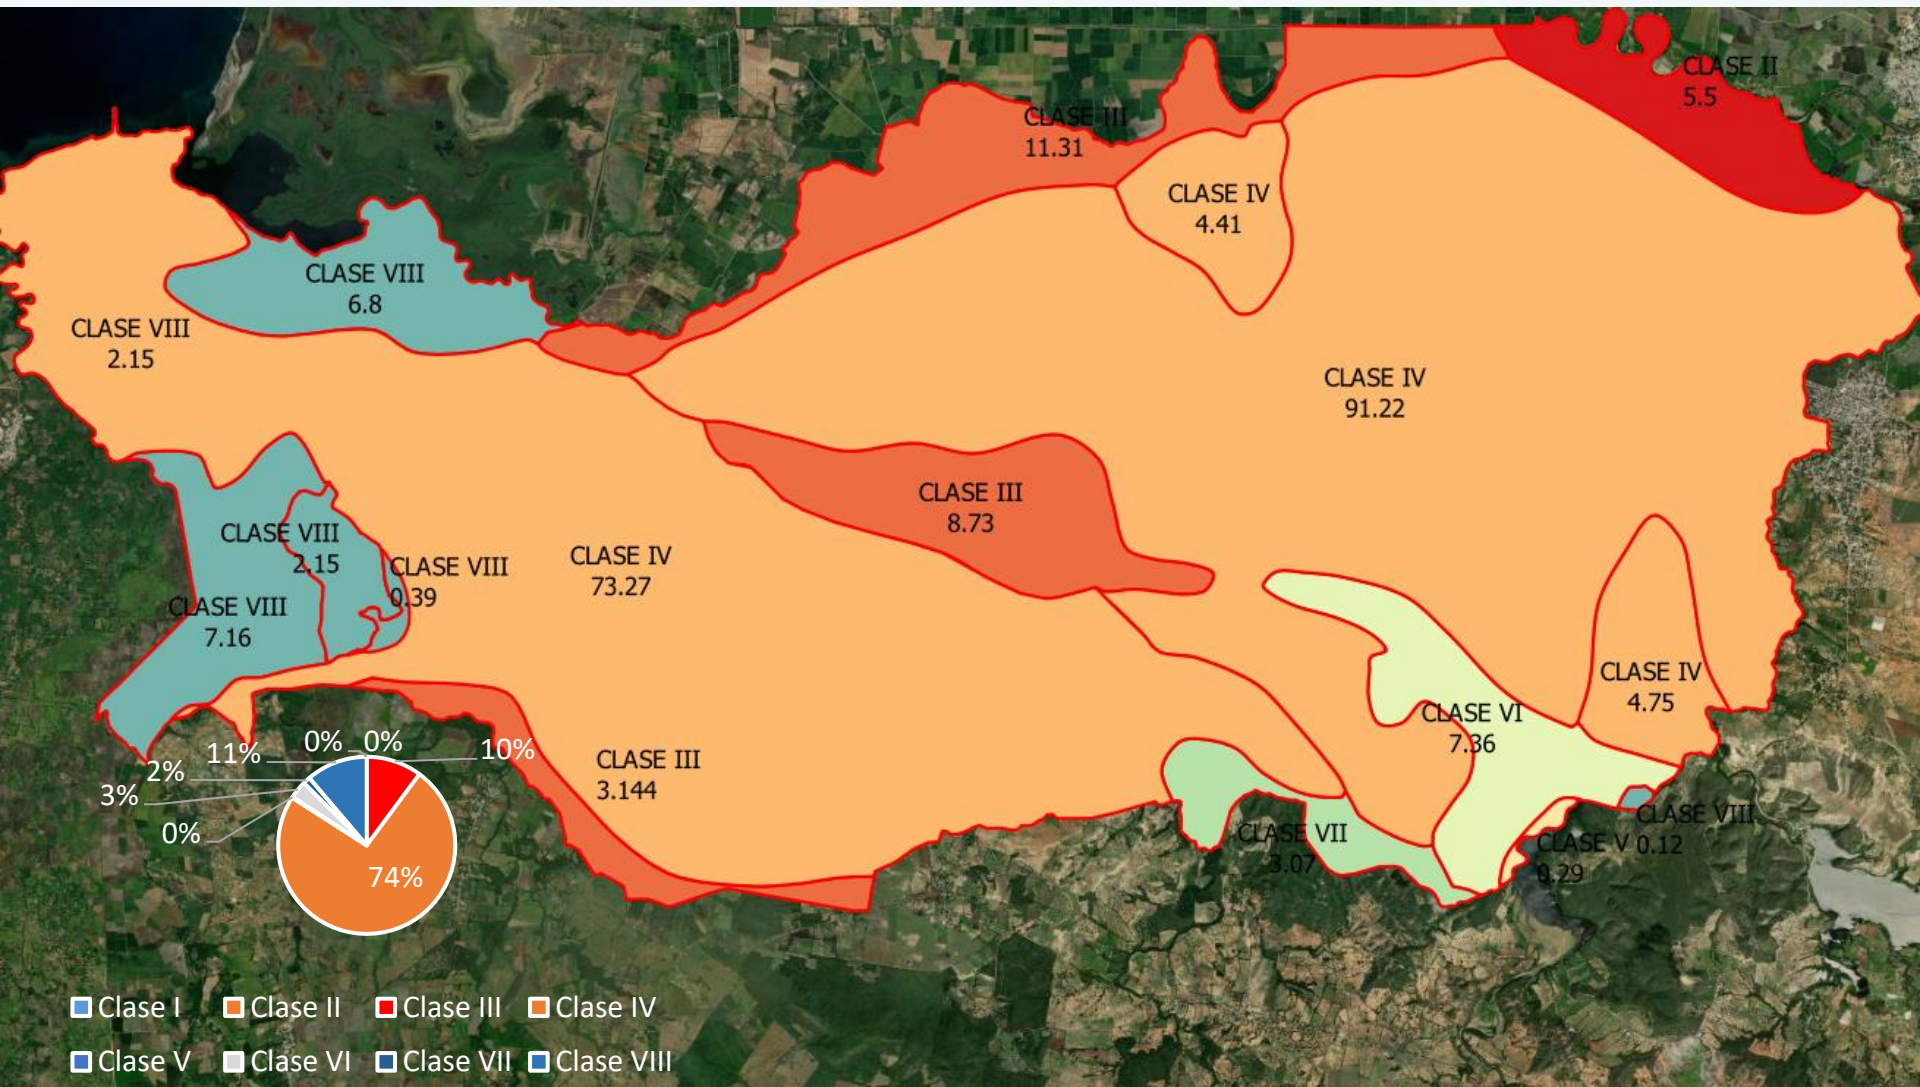 CLASE II
5.5
CLASE III
11.31
CLASE IV
4.41
CLASE VIII
6.8
CLASE VIII
2.15
CLASE IV
91.22
CLASE III
8.73
CLASE VIII
2.15
CLASE VIII
0.39
CLASE IV
73.27
CLASE VIII
7.16
CLASE IV
4.75
CLASE VI
7.36
CLASE III
3.144
CLASE VII
3.07
CLASE VIII
0.12
CLASE V
0.29
0%
0%
10%
11%
2%
3%
0%
74%
Clase I
Clase II
Clase III
Clase IV
Clase V
Clase VI
Clase VII
Clase VIII